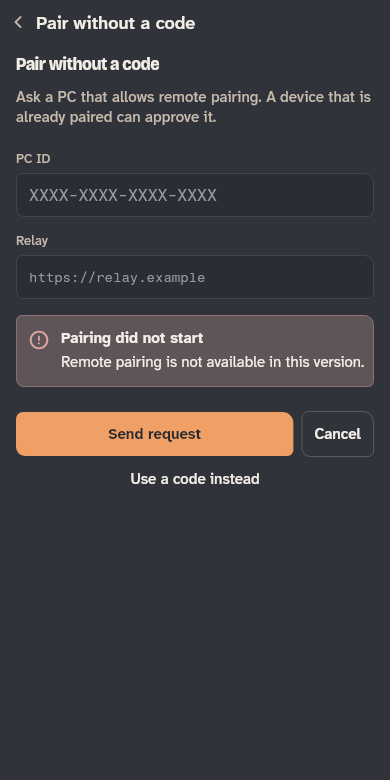 Pair without a code
Pair without a code
Ask a PC that allows remote pairing. A device that is
already paired can approve it.
PC ID
XXXX-XXXX-XXXX-XXXX
Relay
https://relay.example
Pairing did not start
Remote pairing is not available in this version.
Send request
Cancel
Use a code instead